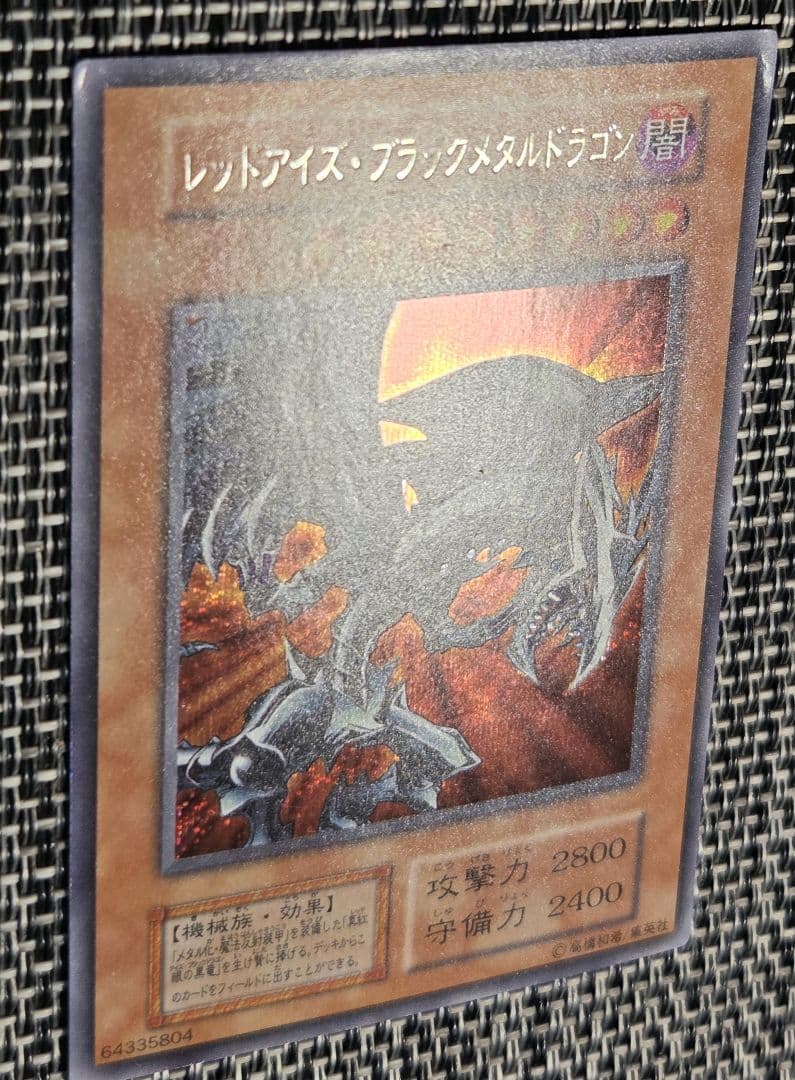 レッドアイズ・ブラックメタルドラゴン 闇
攻撃力 2800
守備力 2400
【機械族・効果】
「メタル化・魔法反射装甲」を装備した「真紅
眼の黒竜」を生け贄に捧げる。デッキからこ
のカードをフィールドに出すことができる。
©高橋和希/集英社
64335804